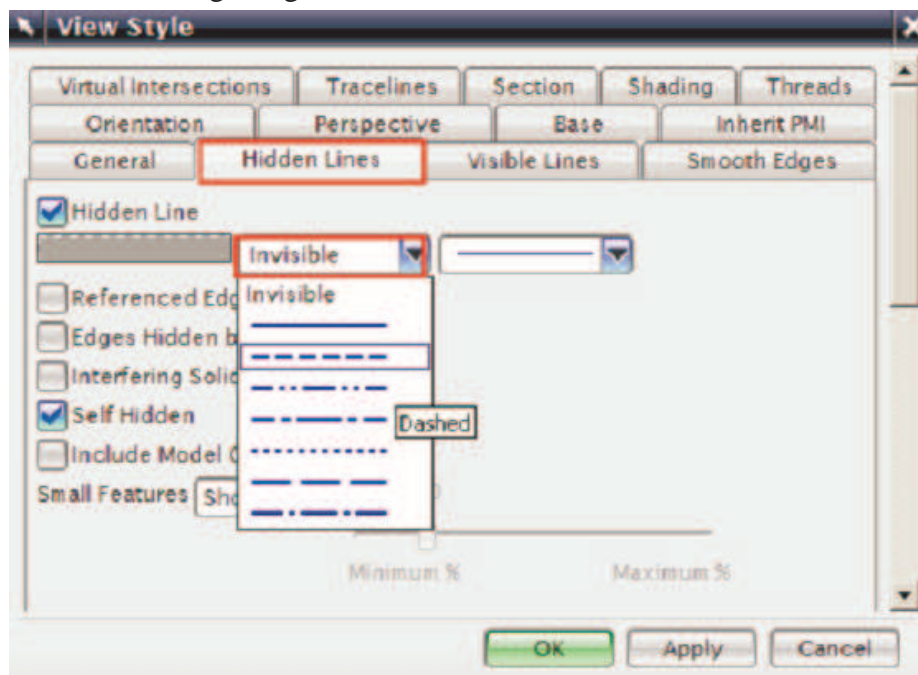 View Style
Virtual Intersections Tracelines Section Shading Threads
Orientation Perspective Base Inherit PMI
General Hidden Lines Visible Lines Smooth Edges
Hidden Line
Invisible
Referenced Edg Invisible
Edges Hidden b
Interfering Solid
Self Hidden Dashed
Include Model
Small Features Sho
Minimum % Maximum %
OK Apply Cancel